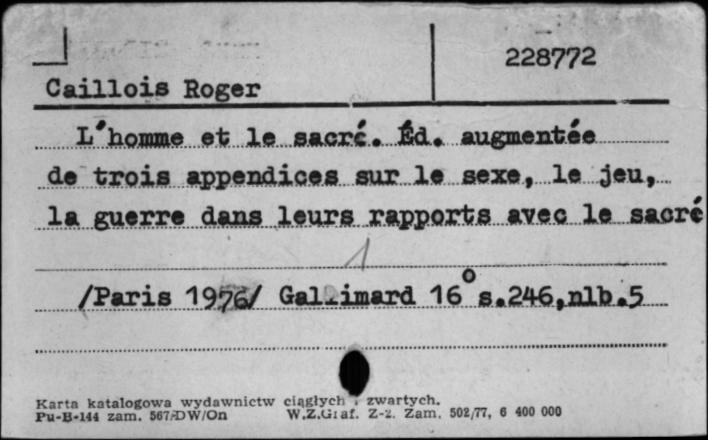 228772
Caillois Roger
L'homme et le sacré. Éd. augmentée
de trois appendices sur le sexe, le jeu,
la guerre dans leurs rapports avec le sacré
1
/Paris 1976/ Gallimard 16° s.246,nlb.5
Karta katalogowa wydawnictw ciągłych i zwartych.
Pu-B-144 zam. 567/DW/On W.Z.Graf. Z-2. Zam. 502/77, 6 400 000